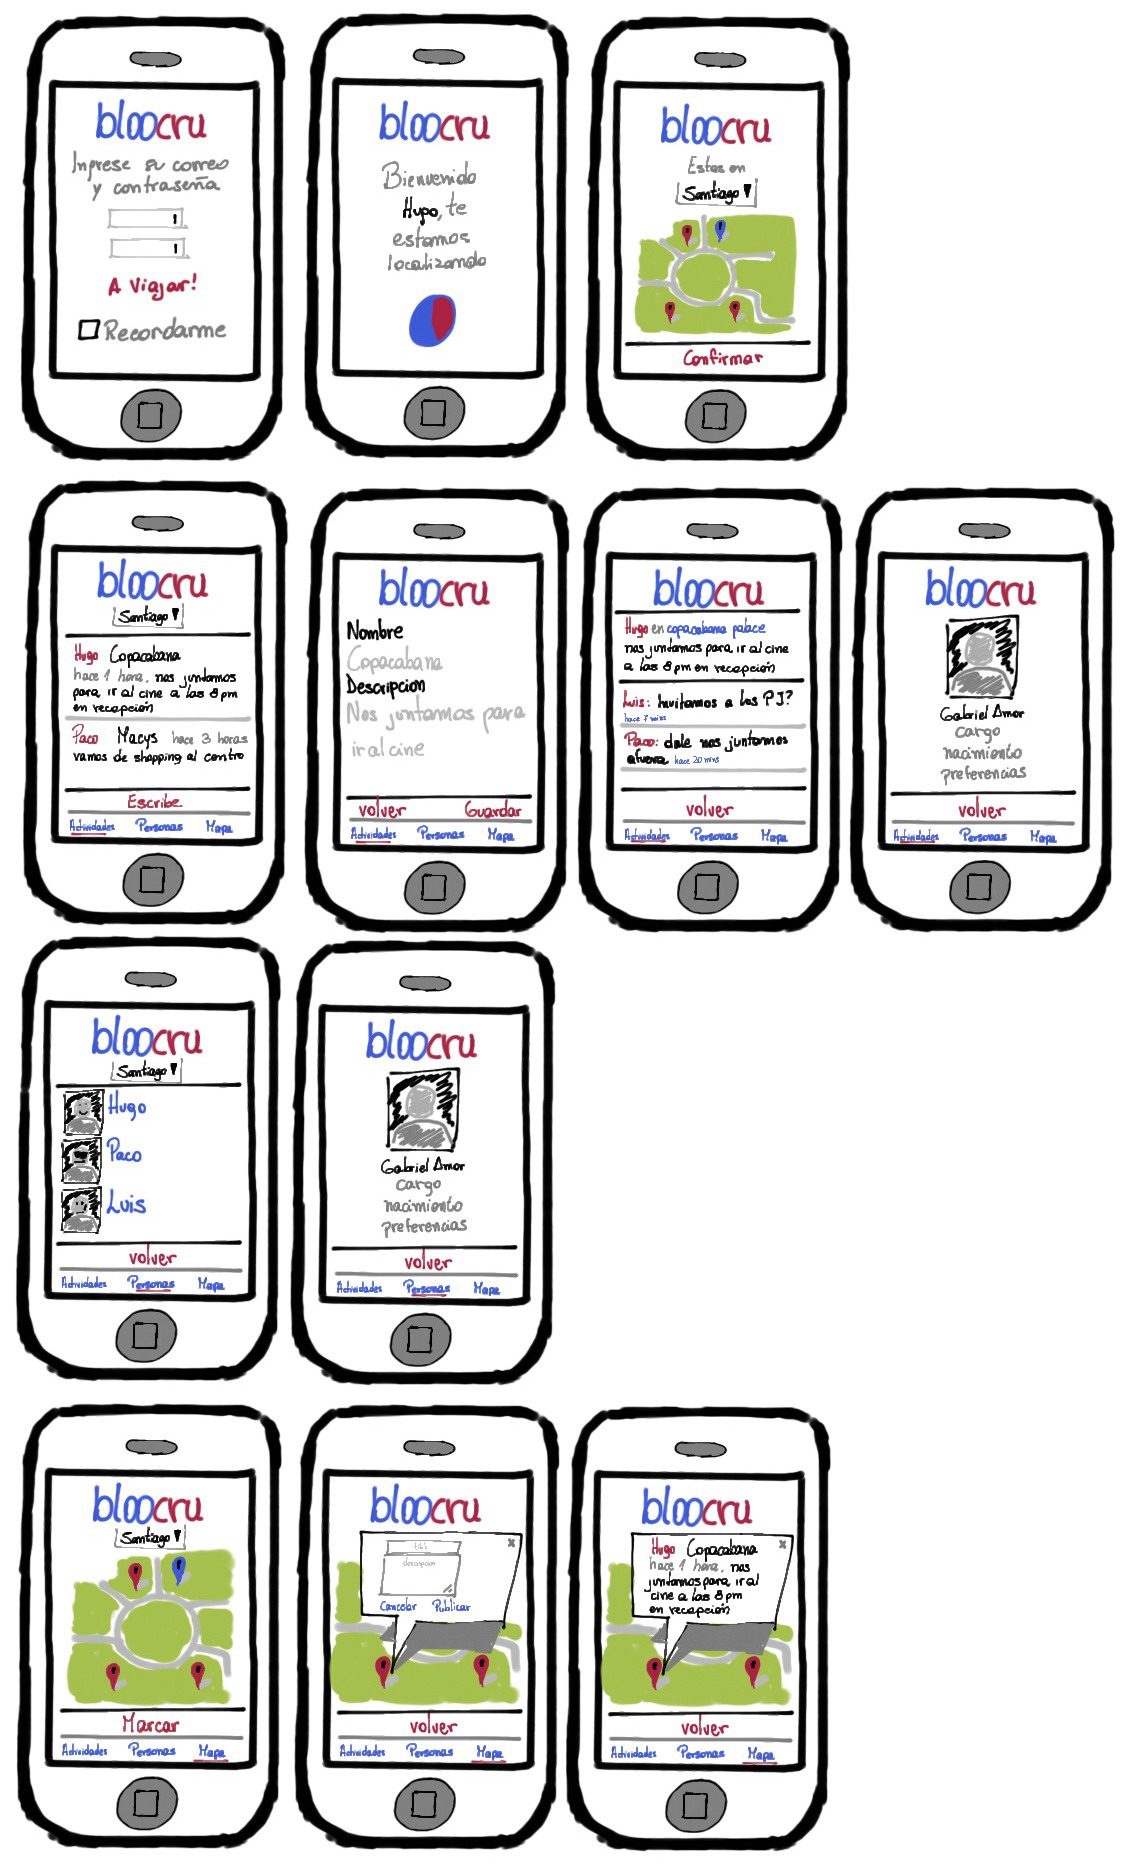 bloocru
Ingrese su correo
y contraseña
A Viajar!
Recordarme
bloocru
Bienvenido
Hugo, te
estamos
localizando
bloocru
Estas en
Santiago
Confirmar
bloocru
Santiago
Hugo Copacabana
hace 1 hora. nos juntamos
para ir al cine a las 8pm
en recepción
Paco Macys hace 3 horas
vamos de shopping al centro
Escribe
Actividades Personas Mapa
bloocru
Nombre
Copacabana
Descripcion
Nos juntamos para
ir al cine
volver Guardar
Actividades Personas Mapa
bloocru
Hugo en copacabana palace
nos juntamos para ir al cine
a las 8pm en recepción
Luis: Invitamos a los PJ?
hace 7 mins
Paco: dale nos juntamos
afuera hace 20 mins
volver
Actividades Personas Mapa
bloocru
Gabriel Amor
cargo
nacimiento
preferencias
volver
Actividades Personas Mapa
bloocru
Santiago
Hugo
Paco
Luis
volver
Actividades Personas Mapa
bloocru
Gabriel Amor
cargo
nacimiento
preferencias
volver
Actividades Personas Mapa
bloocru
Santiago
Marcar
Actividades Personas Mapa
bloocru
x
descripcion
Cancelar Publicar
volver
Actividades Personas Mapa
bloocru
Hugo Copacabana x
hace 1 hora. nos
juntamos para ir al
cine a las 8pm
en recepción
volver
Actividades Personas Mapa